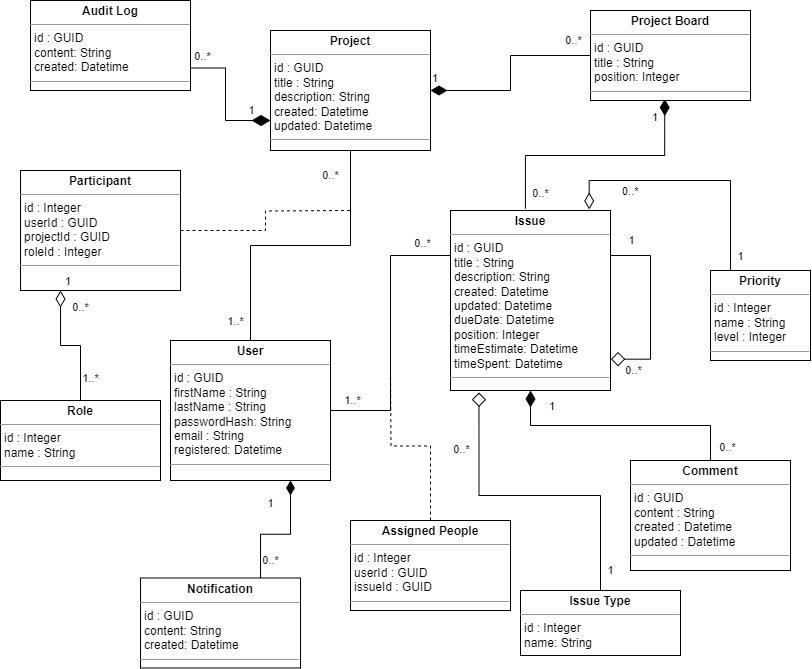 Audit Log
id : GUID
content: String
created: Datetime
0..*
1
Project
id : GUID
title : String
description: String
created: Datetime
updated: Datetime
1
0..*
Project Board
id : GUID
title : String
position: Integer
1
0..*
0..*
Participant
id : Integer
userId : GUID
projectId : GUID
roleId : Integer
1
0..*
1..*
Role
id : Integer
name : String
1..*
User
id : GUID
firstName : String
lastName : String
passwordHash: String
email : String
registered: Datetime
1..*
0..*
1
0..*
Notification
id : GUID
content: String
created: Datetime
Issue
id : GUID
title : String
description: String
created: Datetime
updated: Datetime
dueDate: Datetime
position: Integer
timeEstimate: Datetime
timeSpent: Datetime
0..*
1
1
0..*
Priority
id : Integer
name : String
level : Integer
1
0..*
Comment
id : GUID
content : String
created : Datetime
updated : Datetime
0..*
1
Assigned People
id : Integer
userId : GUID
issueId : GUID
Issue Type
id : Integer
name: String